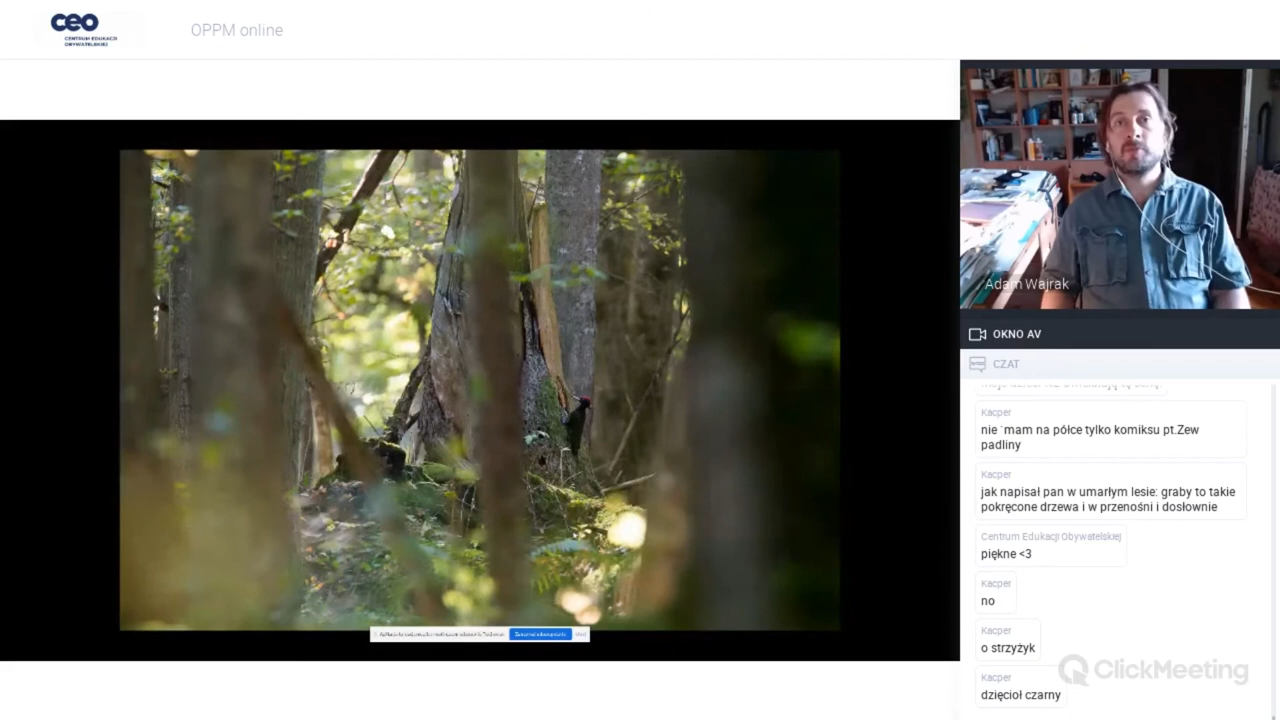 ceo
CENTRUM EDUKACJI
OBYWATELSKIEJ
OPPM online
Adam Wajrak
OKNO AV
CZAT
Kacper
nie `mam na półce tylko komiksu pt.Zew
padliny
Kacper
jak napisał pan w umarłym lesie: graby to takie
pokręcone drzewa i w przenośni i dosłownie
Centrum Edukacji Obywatelskiej
piękne <3
Kacper
no
Kacper
o strzyżyk
Kacper
dzięcioł czarny
ClickMeeting